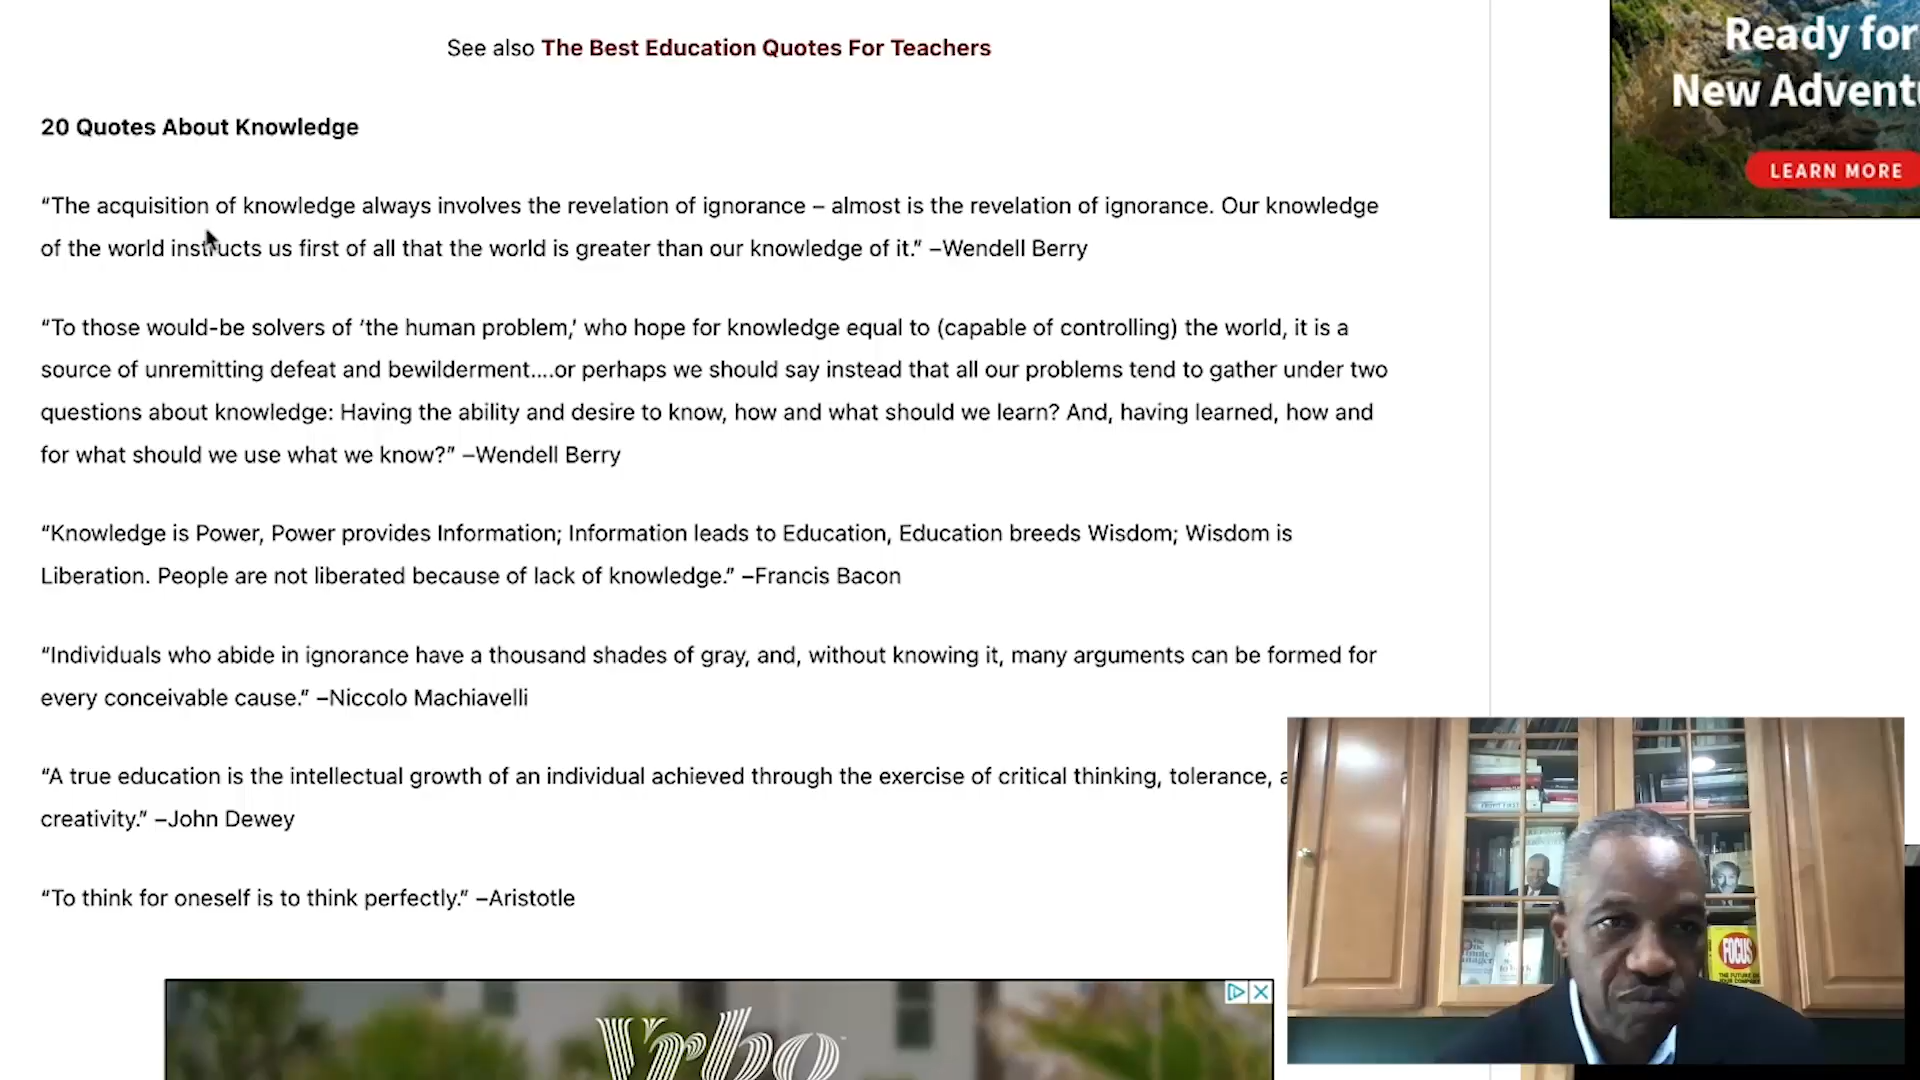 See also The Best Education Quotes For Teachers
20 Quotes About Knowledge
“The acquisition of knowledge always involves the revelation of ignorance – almost is the revelation of ignorance. Our knowledge
of the world instructs us first of all that the world is greater than our knowledge of it.” –Wendell Berry
“To those would-be solvers of ‘the human problem,’ who hope for knowledge equal to (capable of controlling) the world, it is a
source of unremitting defeat and bewilderment….or perhaps we should say instead that all our problems tend to gather under two
questions about knowledge: Having the ability and desire to know, how and what should we learn? And, having learned, how and
for what should we use what we know?” –Wendell Berry
“Knowledge is Power, Power provides Information; Information leads to Education, Education breeds Wisdom; Wisdom is
Liberation. People are not liberated because of lack of knowledge.” –Francis Bacon
“Individuals who abide in ignorance have a thousand shades of gray, and, without knowing it, many arguments can be formed for
every conceivable cause.” –Niccolo Machiavelli
“A true education is the intellectual growth of an individual achieved through the exercise of critical thinking, tolerance,
creativity.” –John Dewey
“To think for oneself is to think perfectly.” –Aristotle
Ready for
New Advent
LEARN MORE
Vrbo
FOCUS
THE FUTURE OF
YOUR COMPANY